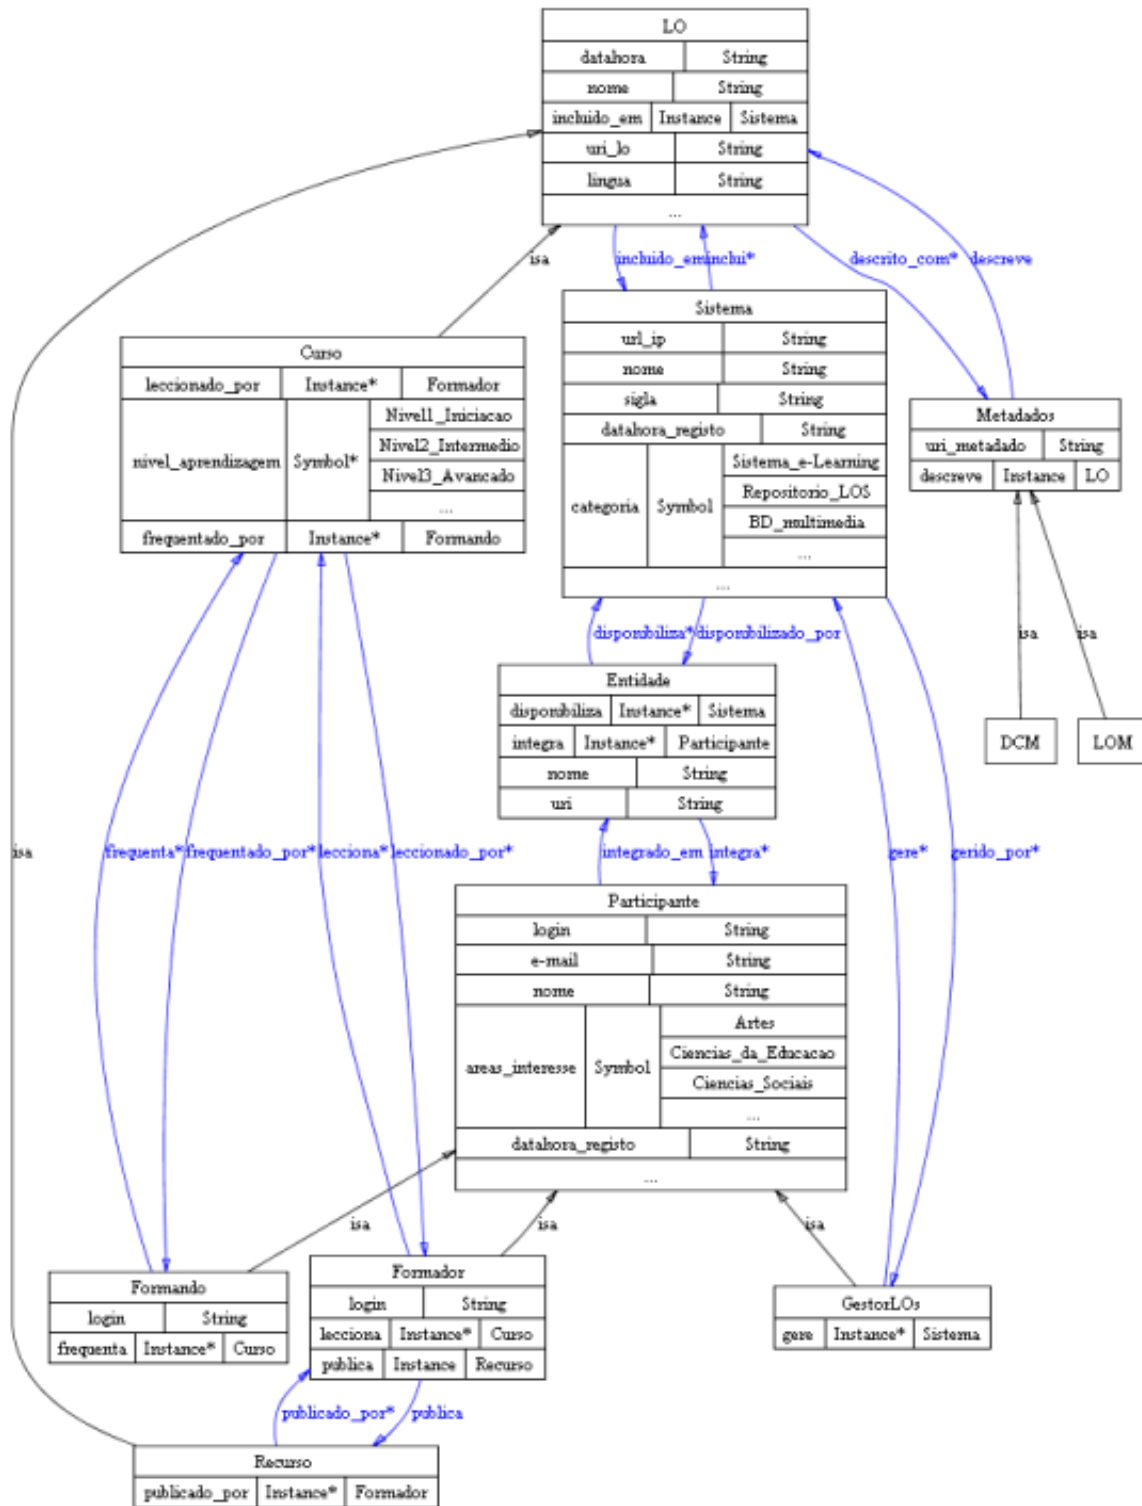 LO
datahora String
nome String
incluido_em Instance Sistema
uri_lo String
lingua String
...
isa
incluido_em inclui*
descrito_com* descreve
Sistema
url_ip String
nome String
sigla String
datahora_registo String
categoria Symbol
Sistema_e-Learning
Repositorio_LOS
BD_multimedia
...
...
Curso
leccionado_por Instance* Formador
nivel_aprendizagem Symbol*
Nivel1_Iniciacao
Nivel2_Intermedio
Nivel3_Avancado
...
frequentado_por Instance* Formando
Metadados
uri_metadado String
descreve Instance LO
isa isa
DCM LOM
disponibiliza* disponibilizado_por
Entidade
disponibiliza Instance* Sistema
integra Instance* Participante
nome String
uri String
isa
frequenta* frequentado_por* lecciona* leccionado_por*
integrado_em integra*
gere* gerido_por*
Participante
login String
e-mail String
nome String
areas_interesse Symbol
Artes
Ciencias_da_Educacao
Ciencias_Sociais
...
datahora_registo String
...
isa isa isa
Formando
login String
frequenta Instance* Curso
Formador
login String
lecciona Instance* Curso
publica Instance Recurso
GestorLOs
gere Instance* Sistema
publicado_por* publica
Recurso
publicado_por Instance* Formador